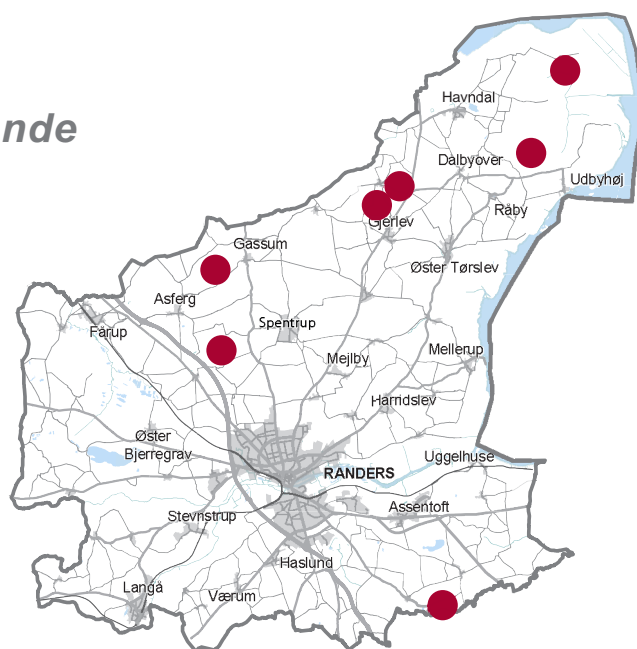 nde
Havndal
Dalbyover
Udbyhøj
Råby
Gjerlev
Gassum
Øster Tørslev
Asferg
Spentrup
Fårup
Mejlby
Mellerup
Harridslev
Øster
Bjerregrav
Uggelhuse
RANDERS
Assentoft
Stevnstrup
Haslund
Langå
Værum